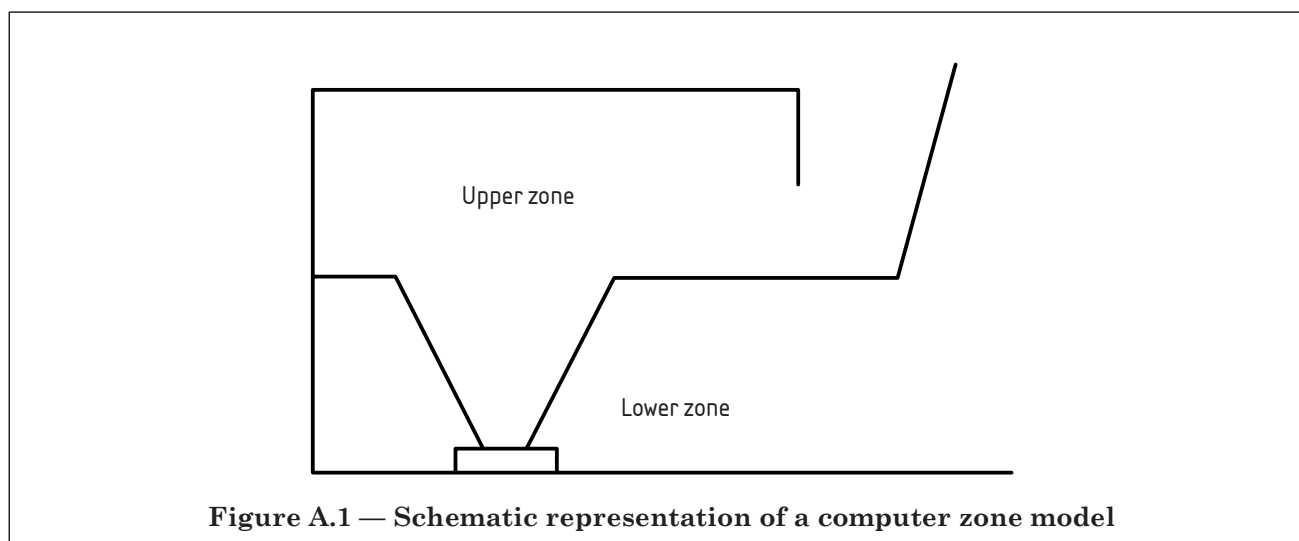 Upper zone
Lower zone
Figure A.1 — Schematic representation of a computer zone model